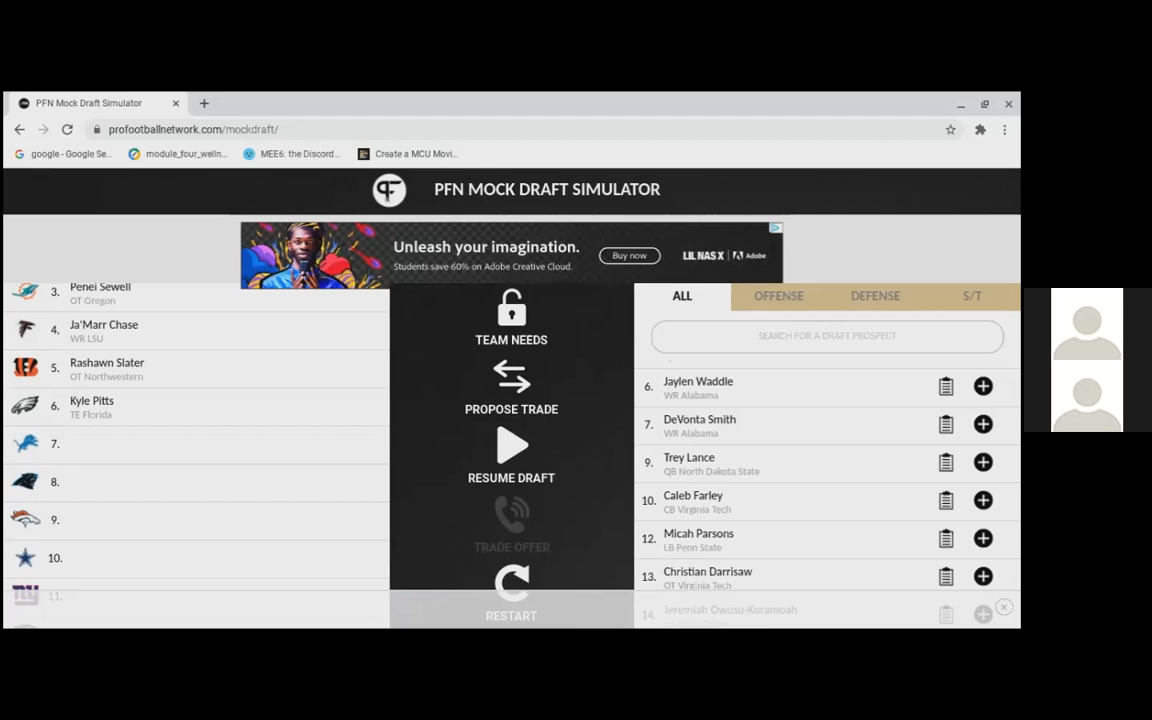 PFN Mock Draft Simulator
profootballnetwork.com/mockdraft/
google - Google Se...
module_four_welln...
MEE6: the Discord...
Create a MCU Movi...
PFN MOCK DRAFT SIMULATOR
Unleash your imagination.
Students save 60% on Adobe Creative Cloud.
Buy now
LIL NAS X | Adobe
3. Penei Sewell
OT Oregon
4. Ja'Marr Chase
WR LSU
5. Rashawn Slater
OT Northwestern
6. Kyle Pitts
TE Florida
7.
8.
9.
10.
11.
TEAM NEEDS
PROPOSE TRADE
RESUME DRAFT
TRADE OFFER
RESTART
ALL
OFFENSE
DEFENSE
S/T
SEARCH FOR A DRAFT PROSPECT
6. Jaylen Waddle
WR Alabama
7. DeVonta Smith
WR Alabama
9. Trey Lance
QB North Dakota State
10. Caleb Farley
CB Virginia Tech
12. Micah Parsons
LB Penn State
13. Christian Darrisaw
OT Virginia Tech
14 Jeremiah Owusu-Koramoah